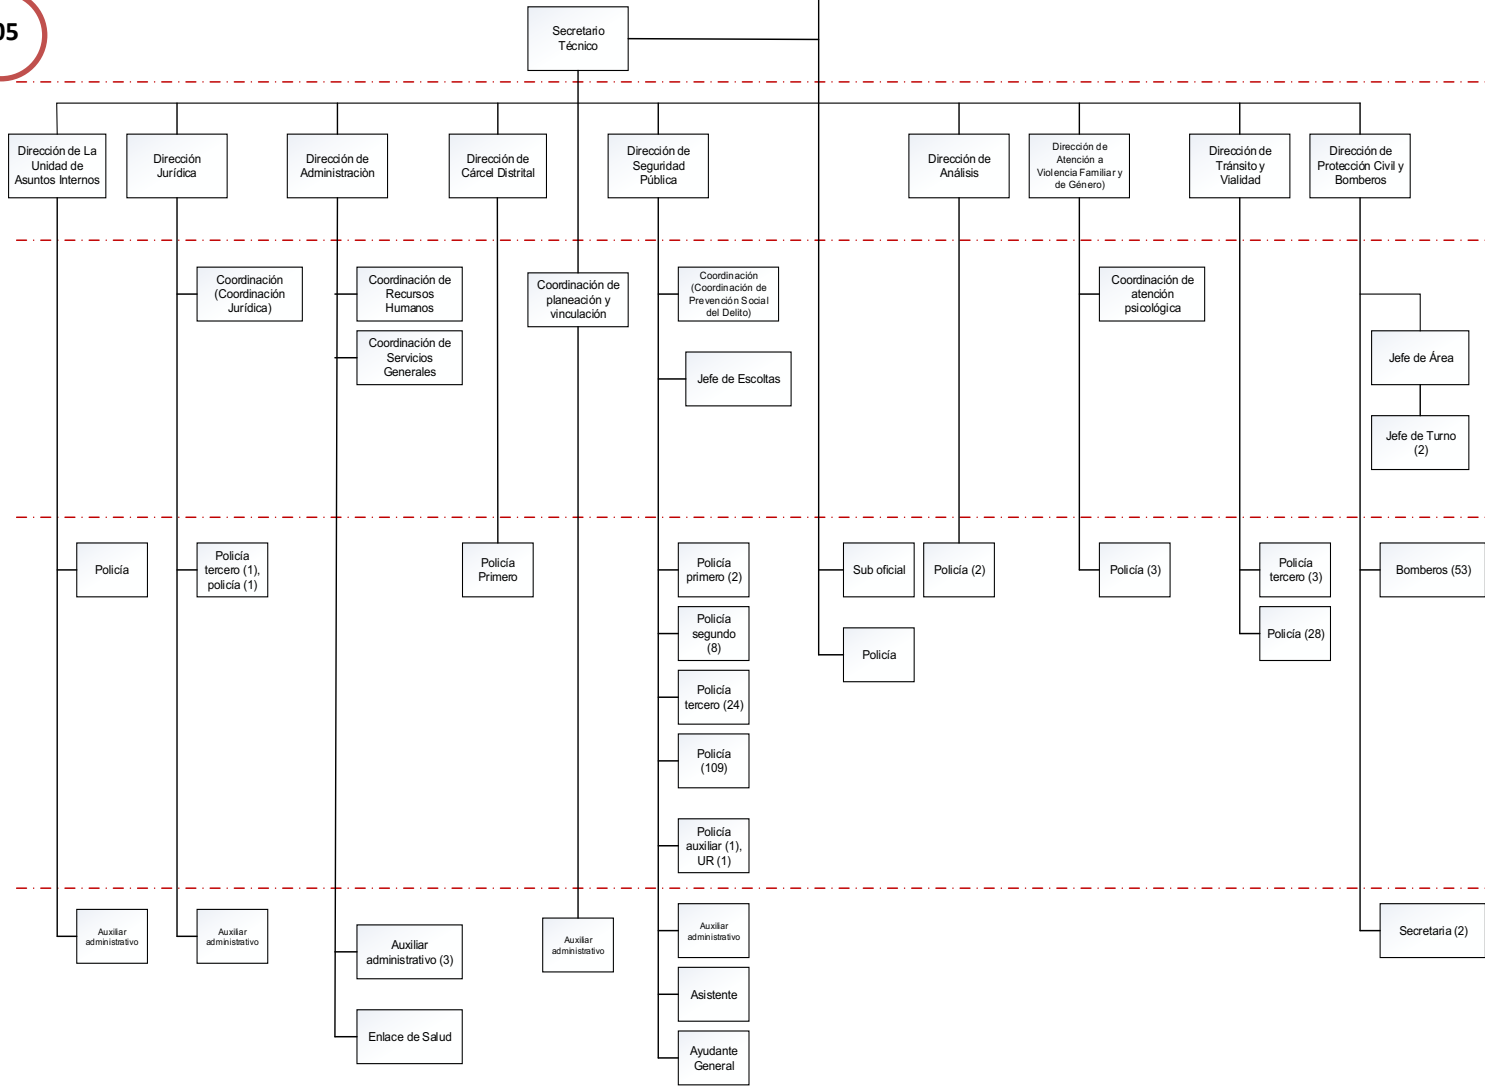 05
Secretario
Técnico
Dirección de La
Unidad de
Asuntos Internos
Dirección
Jurídica
Dirección de
Administraciòn
Dirección de
Cárcel Distrital
Dirección de
Seguridad
Pública
Dirección de
Análisis
Dirección de
Atención a
Violencia Familiar y
de Género)
Dirección de
Tránsito y
Vialidad
Dirección de
Protección Civil y
Bomberos
Coordinación
(Coordinación
Jurídica)
Coordinación de
Recursos
Humanos
Coordinación de
Servicios
Generales
Coordinación de
planeación y
vinculación
Coordinación
(Coordinación de
Prevención Social
del Delito)
Jefe de Escoltas
Coordinación de
atención
psicológica
Jefe de Área
Jefe de Turno
(2)
Policía
Policía
tercero (1),
policía (1)
Policía
Primero
Policía
primero (2)
Policía
segundo
(8)
Policía
tercero (24)
Policía
(109)
Policía
auxiliar (1),
UR (1)
Sub oficial
Policía
Policía (2)
Policía (3)
Policía
tercero (3)
Policía (28)
Bomberos (53)
Auxiliar
administrativo
Auxiliar
administrativo
Auxiliar
administrativo (3)
Enlace de Salud
Auxiliar
administrativo
Auxiliar
administrativo
Asistente
Ayudante
General
Secretaria (2)